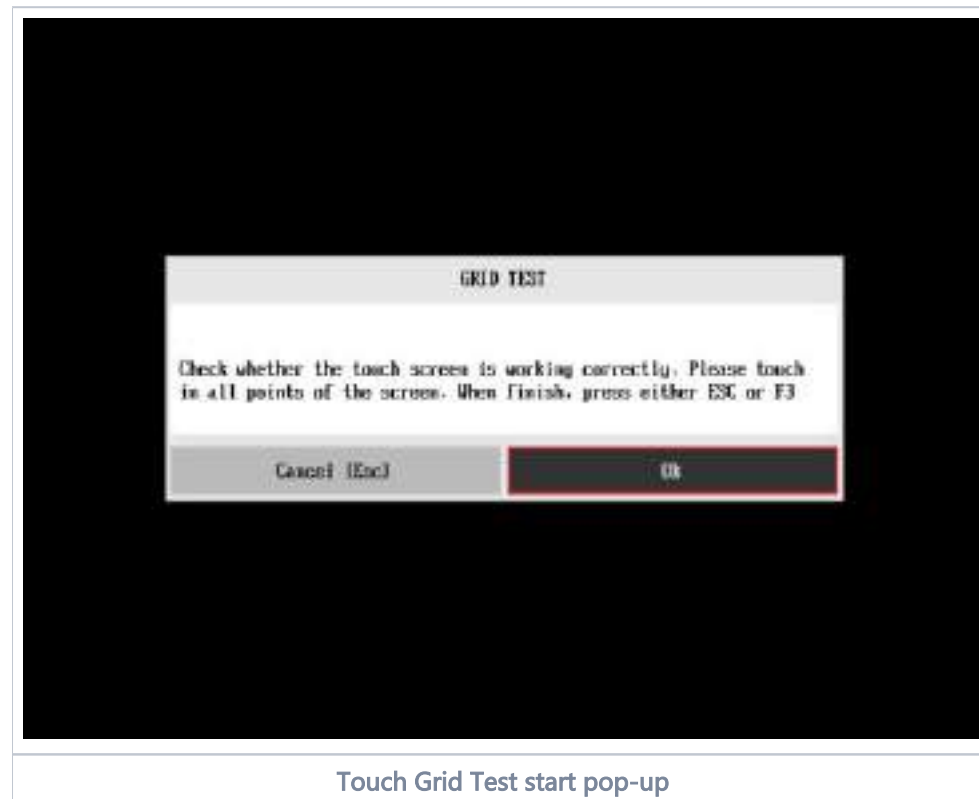 GRID TEST
Check whether the touch screen is working correctly. Please touch
in all points of the screen. When finish, press either ESC or F3
Cancel [Esc]
Ok
Touch Grid Test start pop-up